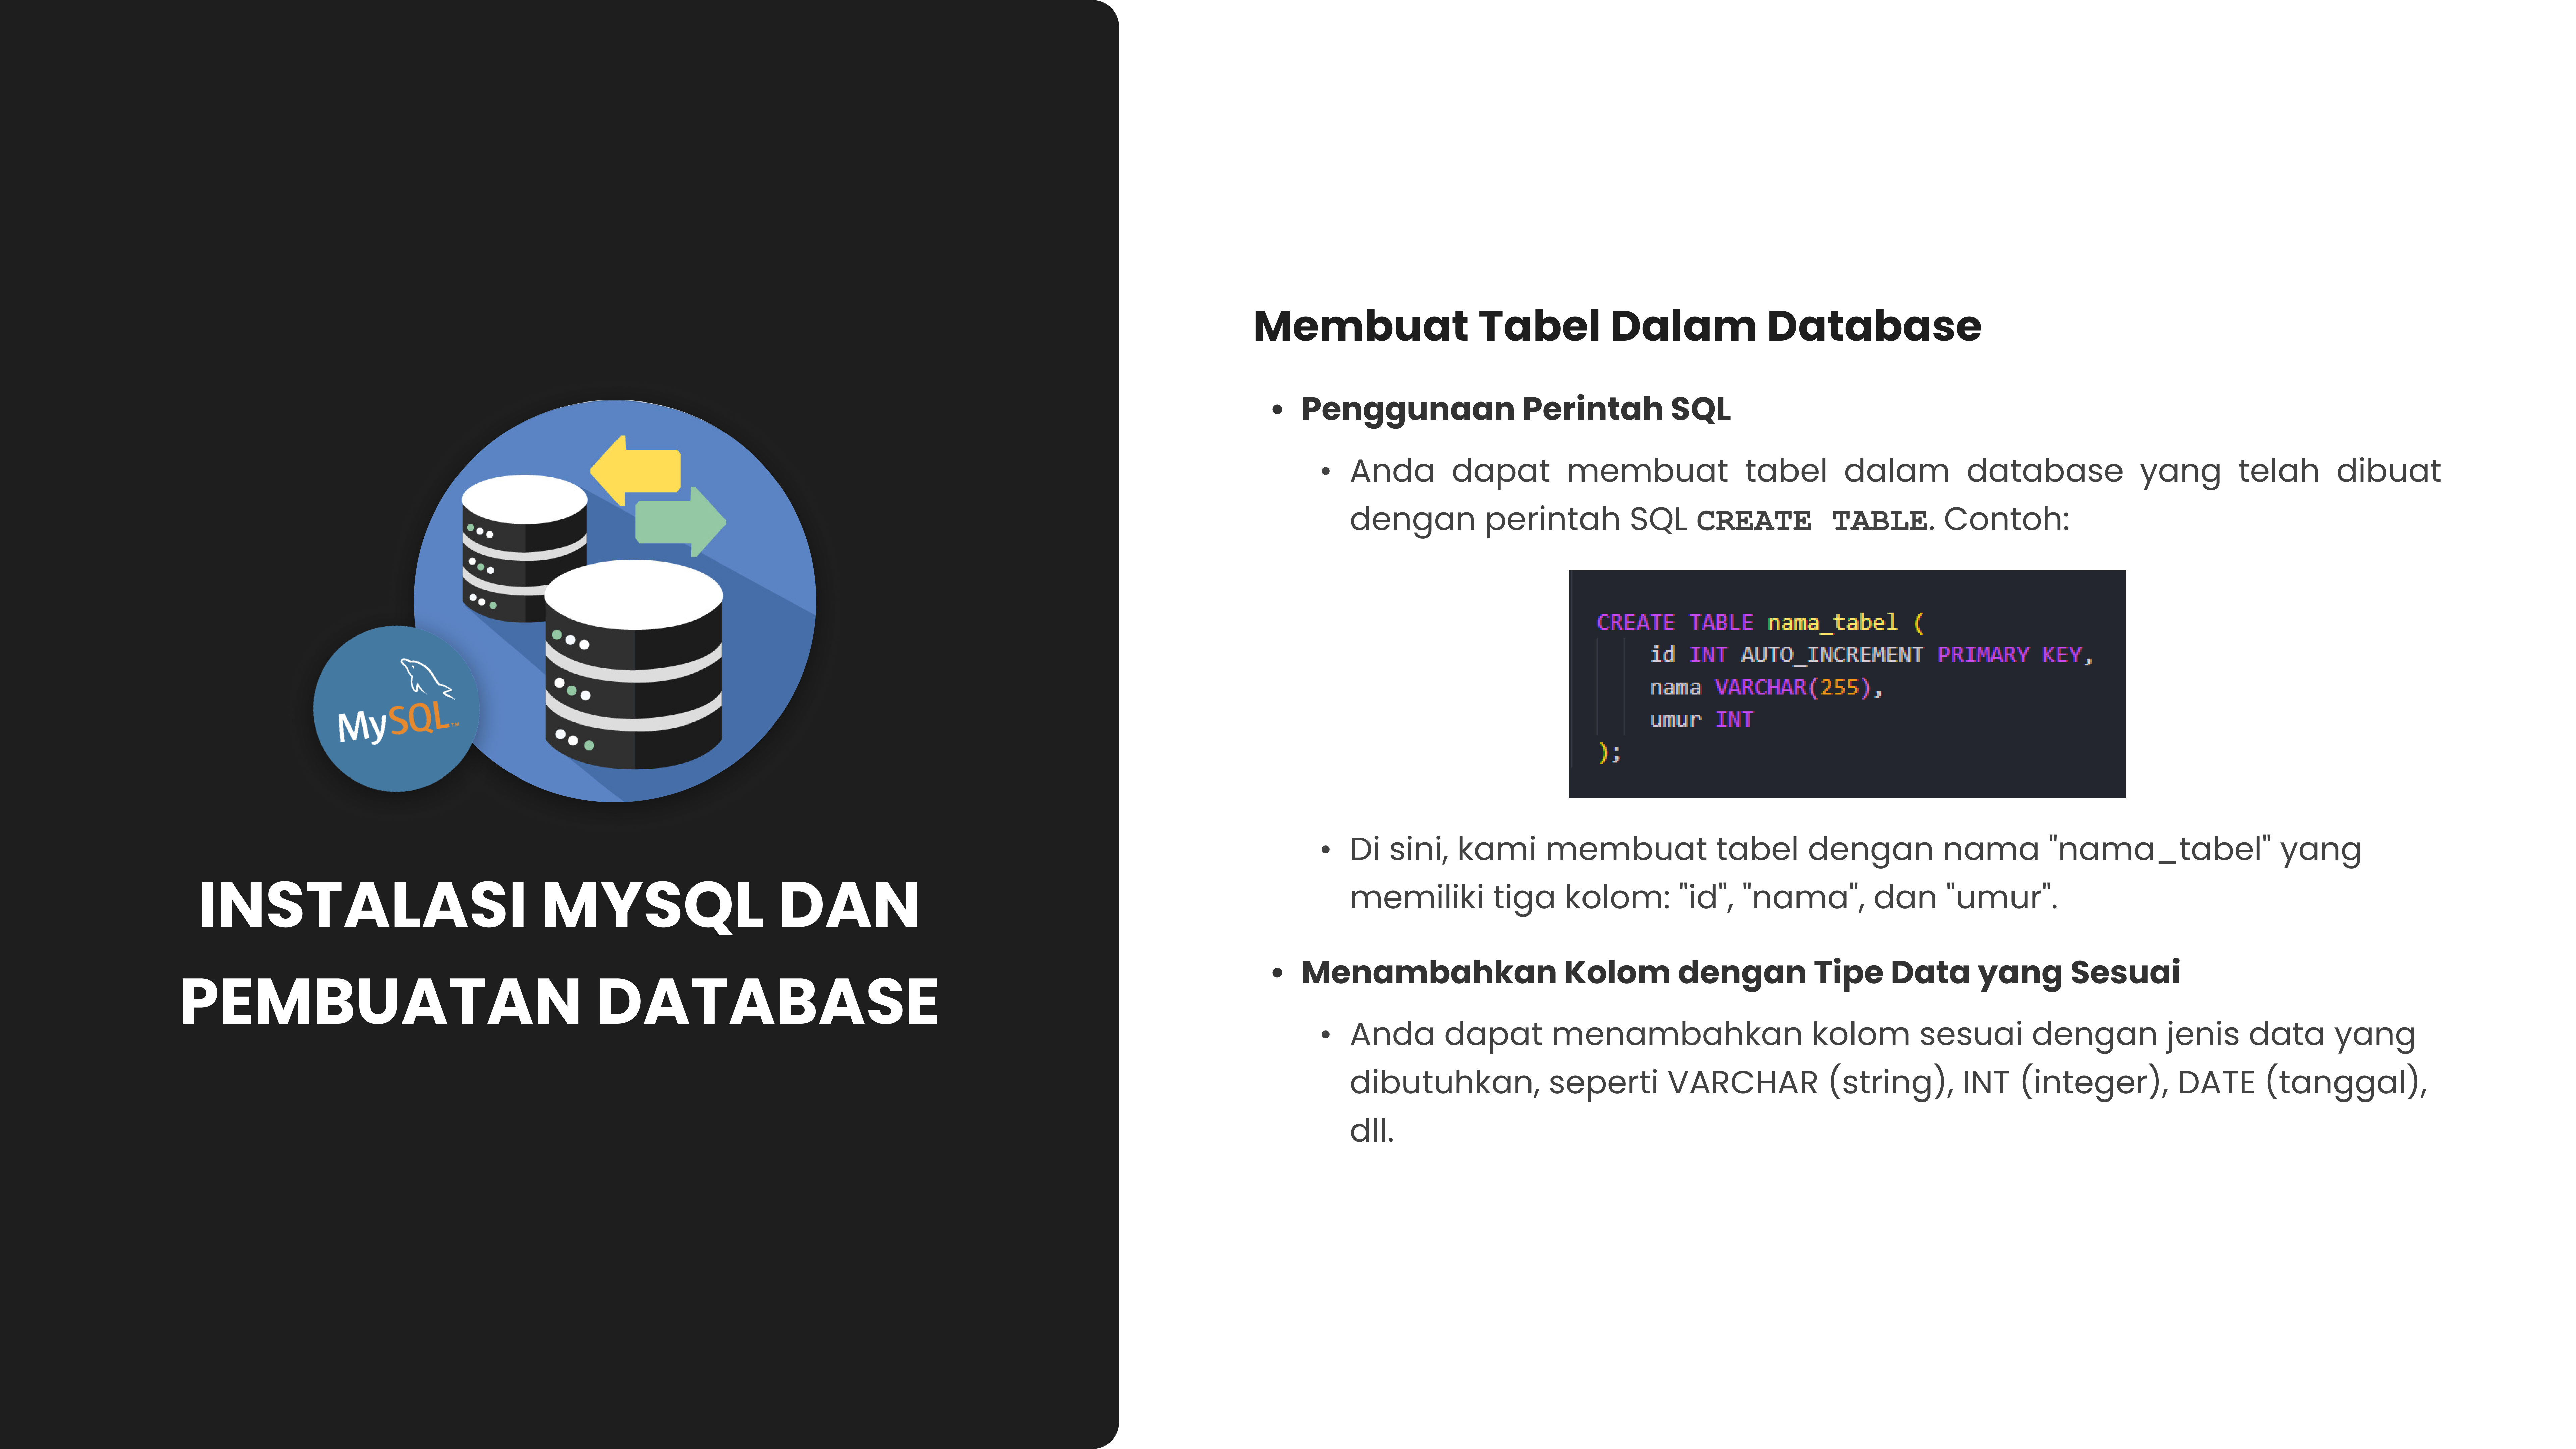 MySQL™
INSTALASI MYSQL DAN
PEMBUATAN DATABASE
Membuat Tabel Dalam Database
• Penggunaan Perintah SQL
• Anda dapat membuat tabel dalam database yang telah dibuat
dengan perintah SQL CREATE TABLE. Contoh:
CREATE TABLE nama_tabel (
id INT AUTO_INCREMENT PRIMARY KEY,
nama VARCHAR(255),
umur INT
);
• Di sini, kami membuat tabel dengan nama "nama_tabel" yang
memiliki tiga kolom: "id", "nama", dan "umur".
• Menambahkan Kolom dengan Tipe Data yang Sesuai
• Anda dapat menambahkan kolom sesuai dengan jenis data yang
dibutuhkan, seperti VARCHAR (string), INT (integer), DATE (tanggal),
dll.